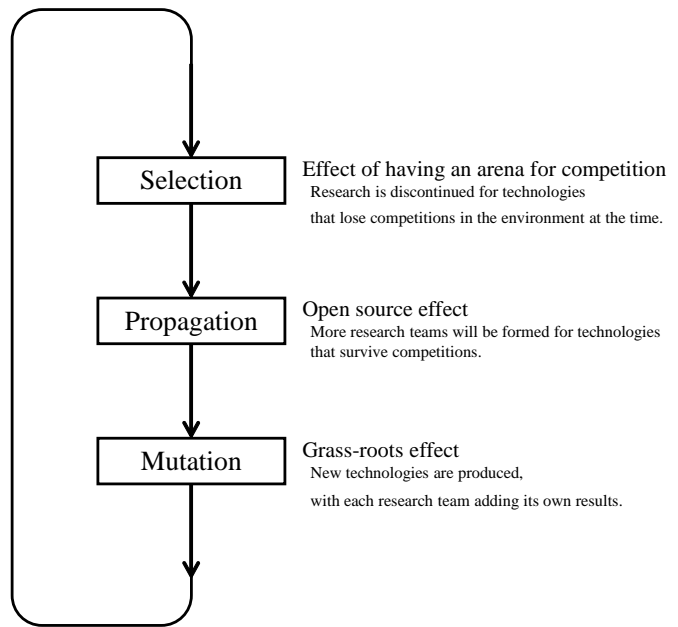 Selection
Effect of having an arena for competition
Research is discontinued for technologies
that lose competitions in the environment at the time.
Propagation
Open source effect
More research teams will be formed for technologies
that survive competitions.
Mutation
Grass-roots effect
New technologies are produced,
with each research team adding its own results.